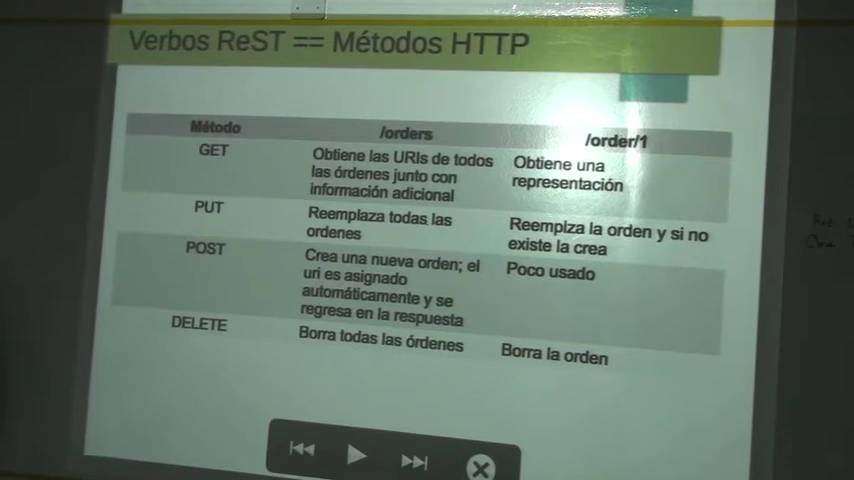 Verbos ReST == Métodos HTTP
Método /orders /order/1
GET
Obtiene las URIs de todos
las órdenes junto con
información adicional
Obtiene una
representación
PUT
Reemplaza todas las
ordenes
Reemplza la orden y si no
existe la crea
POST
Crea una nueva orden; el
uri es asignado
automáticamente y se
regresa en la respuesta
Poco usado
DELETE
Borra todas las órdenes
Borra la orden